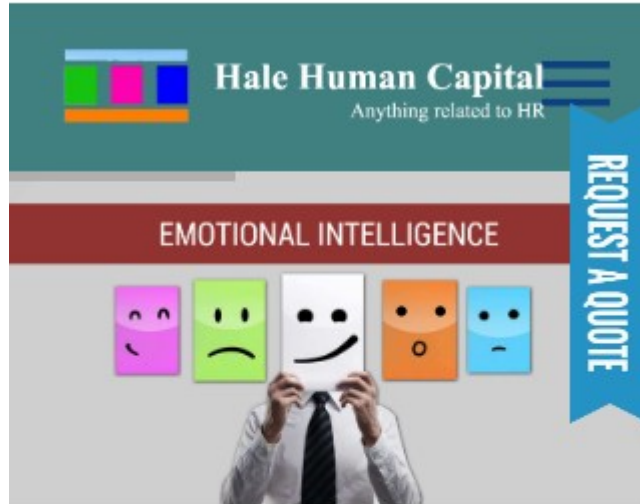 Hale Human Capital
Anything related to HR
REQUEST A QUOTE
EMOTIONAL INTELLIGENCE